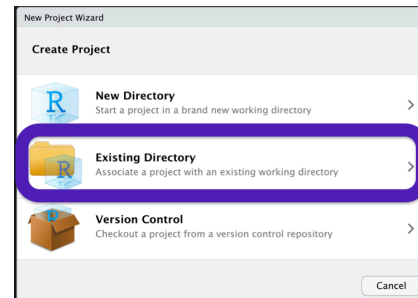 New Project Wizard
Create Project
R
New Directory
Start a project in a brand new working directory
R
Existing Directory
Associate a project with an existing working directory
R
Version Control
Checkout a project from a version control repository
Cancel